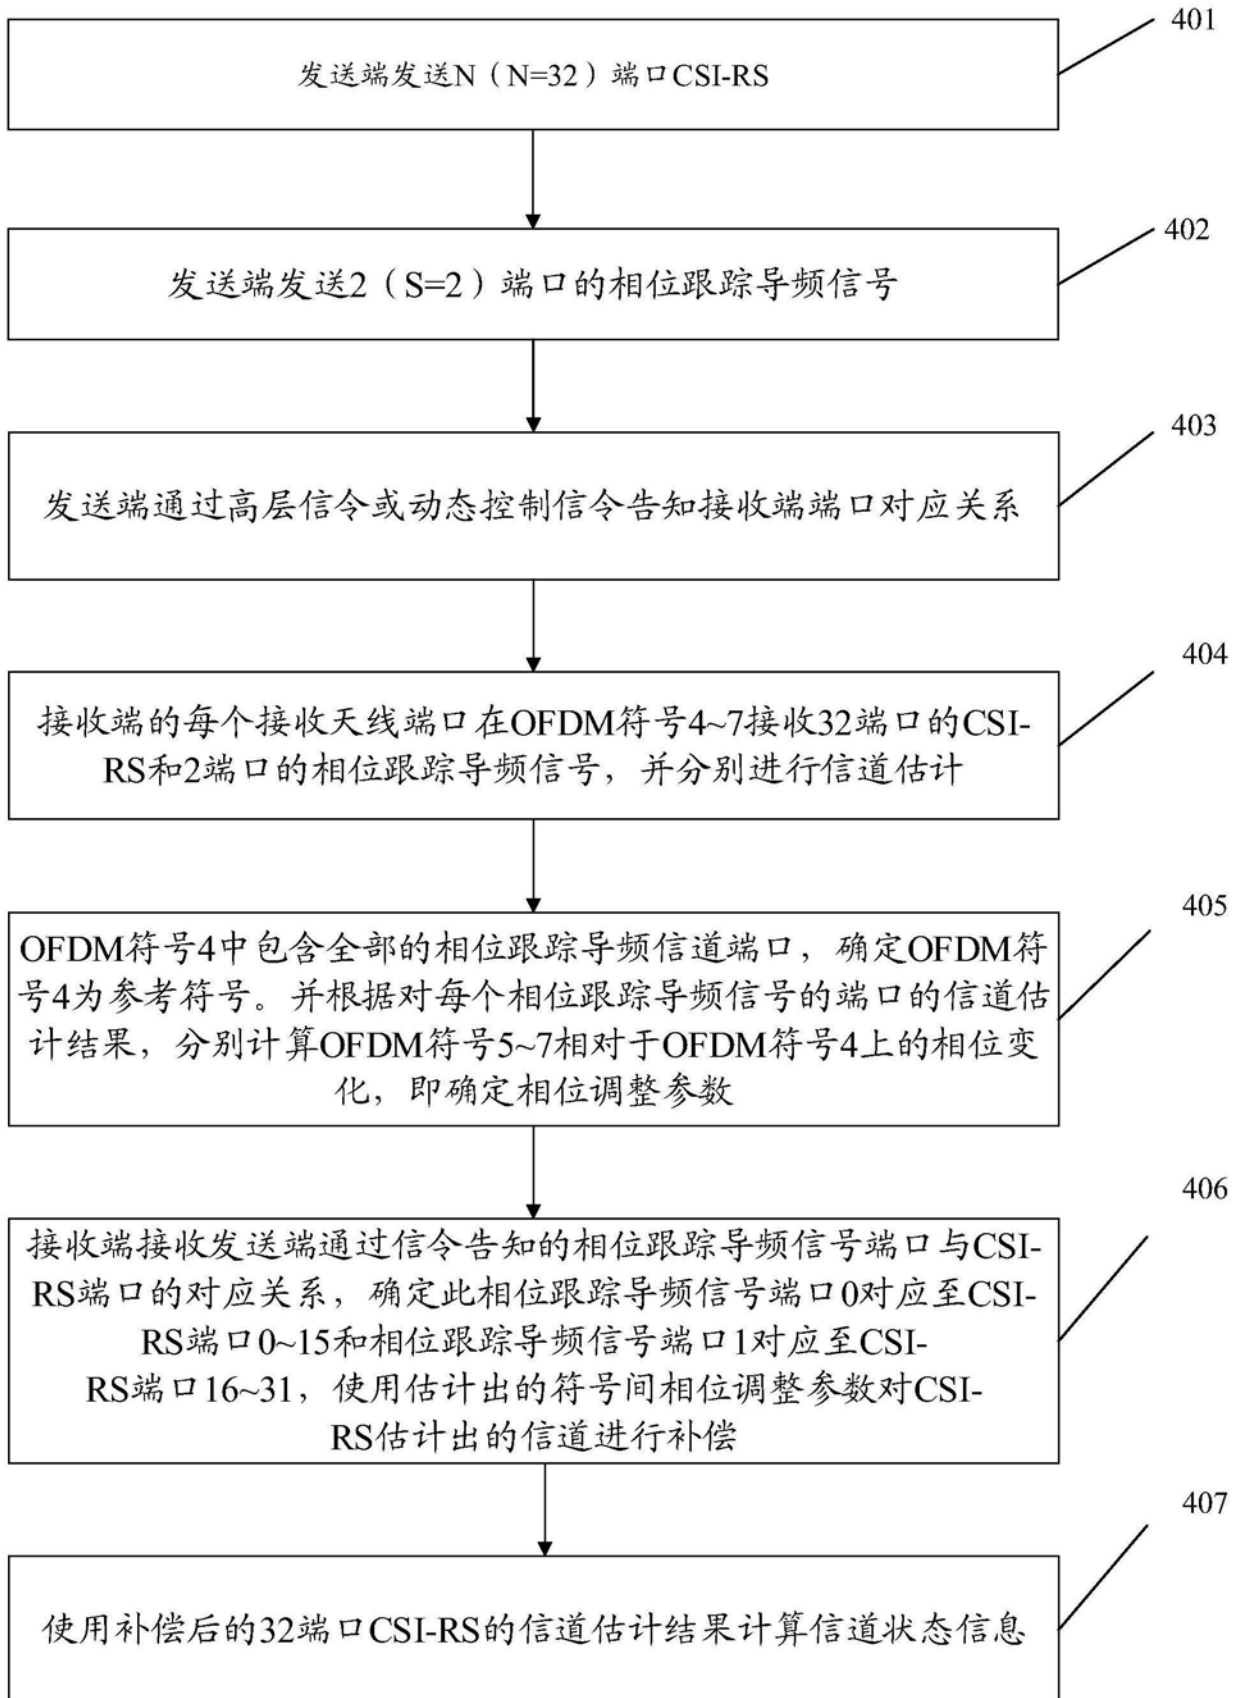 401
发送端发送N（N=32）端口CSI-RS
402
发送端发送2（S=2）端口的相位跟踪导频信号
403
发送端通过高层信令或动态控制信令告知接收端端口对应关系
404
接收端的每个接收天线端口在OFDM符号4~7接收32端口的CSI-
RS和2端口的相位跟踪导频信号，并分别进行信道估计
405
OFDM符号4中包含全部的相位跟踪导频信道端口，确定OFDM符
号4为参考符号。并根据对每个相位跟踪导频信号的端口的信道估
计结果，分别计算OFDM符号5~7相对于OFDM符号4上的相位变
化，即确定相位调整参数
406
接收端接收发送端通过信令告知的相位跟踪导频信号端口与CSI-
RS端口的对应关系，确定此相位跟踪导频信号端口0对应至CSI-
RS端口0~15和相位跟踪导频信号端口1对应至CSI-
RS端口16~31，使用估计出的符号间相位调整参数对CSI-
RS估计出的信道进行补偿
407
使用补偿后的32端口CSI-RS的信道估计结果计算信道状态信息